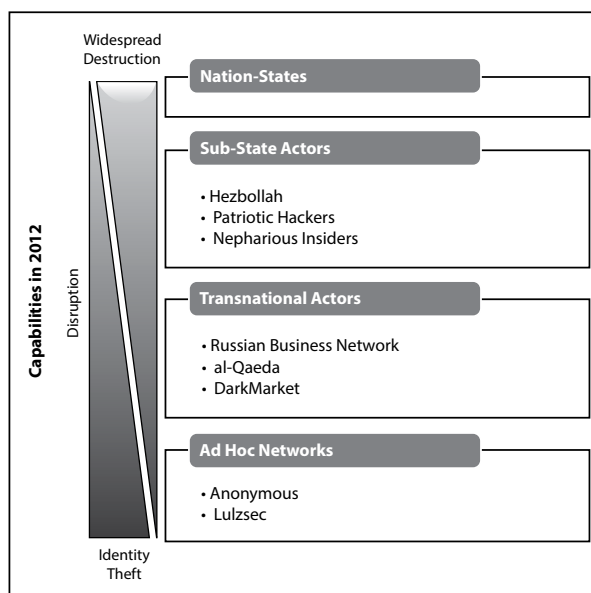 Widespread
Destruction
Capabilities in 2012
Disruption
Identity
Theft
Nation-States
Sub-State Actors
• Hezbollah
• Patriotic Hackers
• Nepharious Insiders
Transnational Actors
• Russian Business Network
• al-Qaeda
• DarkMarket
Ad Hoc Networks
• Anonymous
• Lulzsec